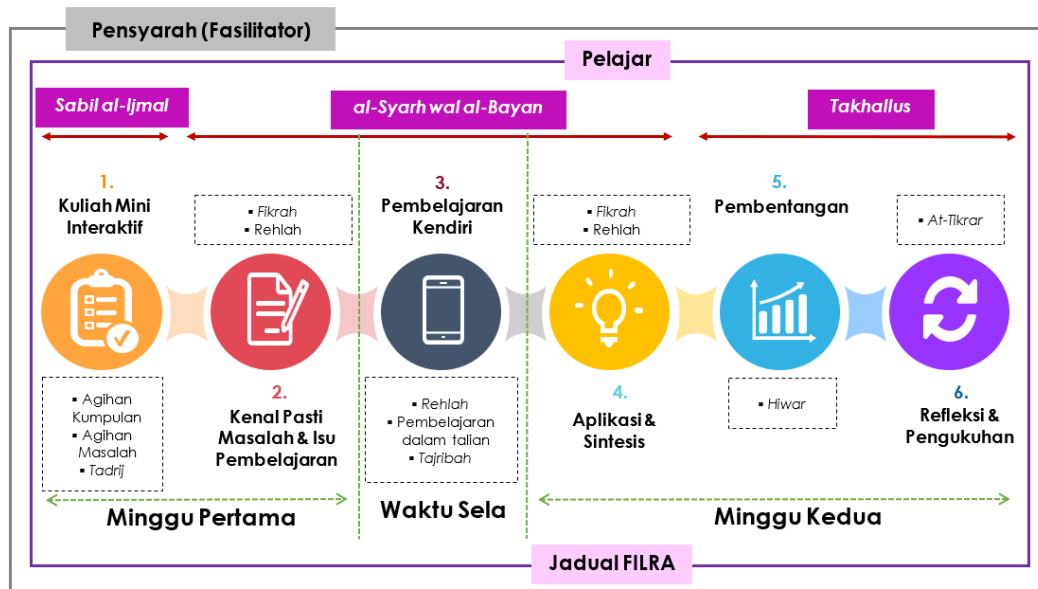 Pensyarah (Fasilitator)
Pelajar
Sabil al-Ijmal
al-Syarh wal al-Bayan
Takhallus
1.
Kuliah Mini
Interaktif
▪ Fikrah
▪ Rehlah
3.
Pembelajaran
Kendiri
▪ Fikrah
▪ Rehlah
5.
Pembentangan
▪ At-Tikrar
▪ Agihan
Kumpulan
▪ Agihan
Masalah
▪ Tadrij
2.
Kenal Pasti
Masalah & Isu
Pembelajaran
▪ Rehlah
▪ Pembelajaran
dalam talian
▪ Tajribah
4.
Aplikasi &
Sintesis
▪ Hiwar
6.
Refleksi &
Pengukuhan
Minggu Pertama
Waktu Sela
Minggu Kedua
Jadual FILRA